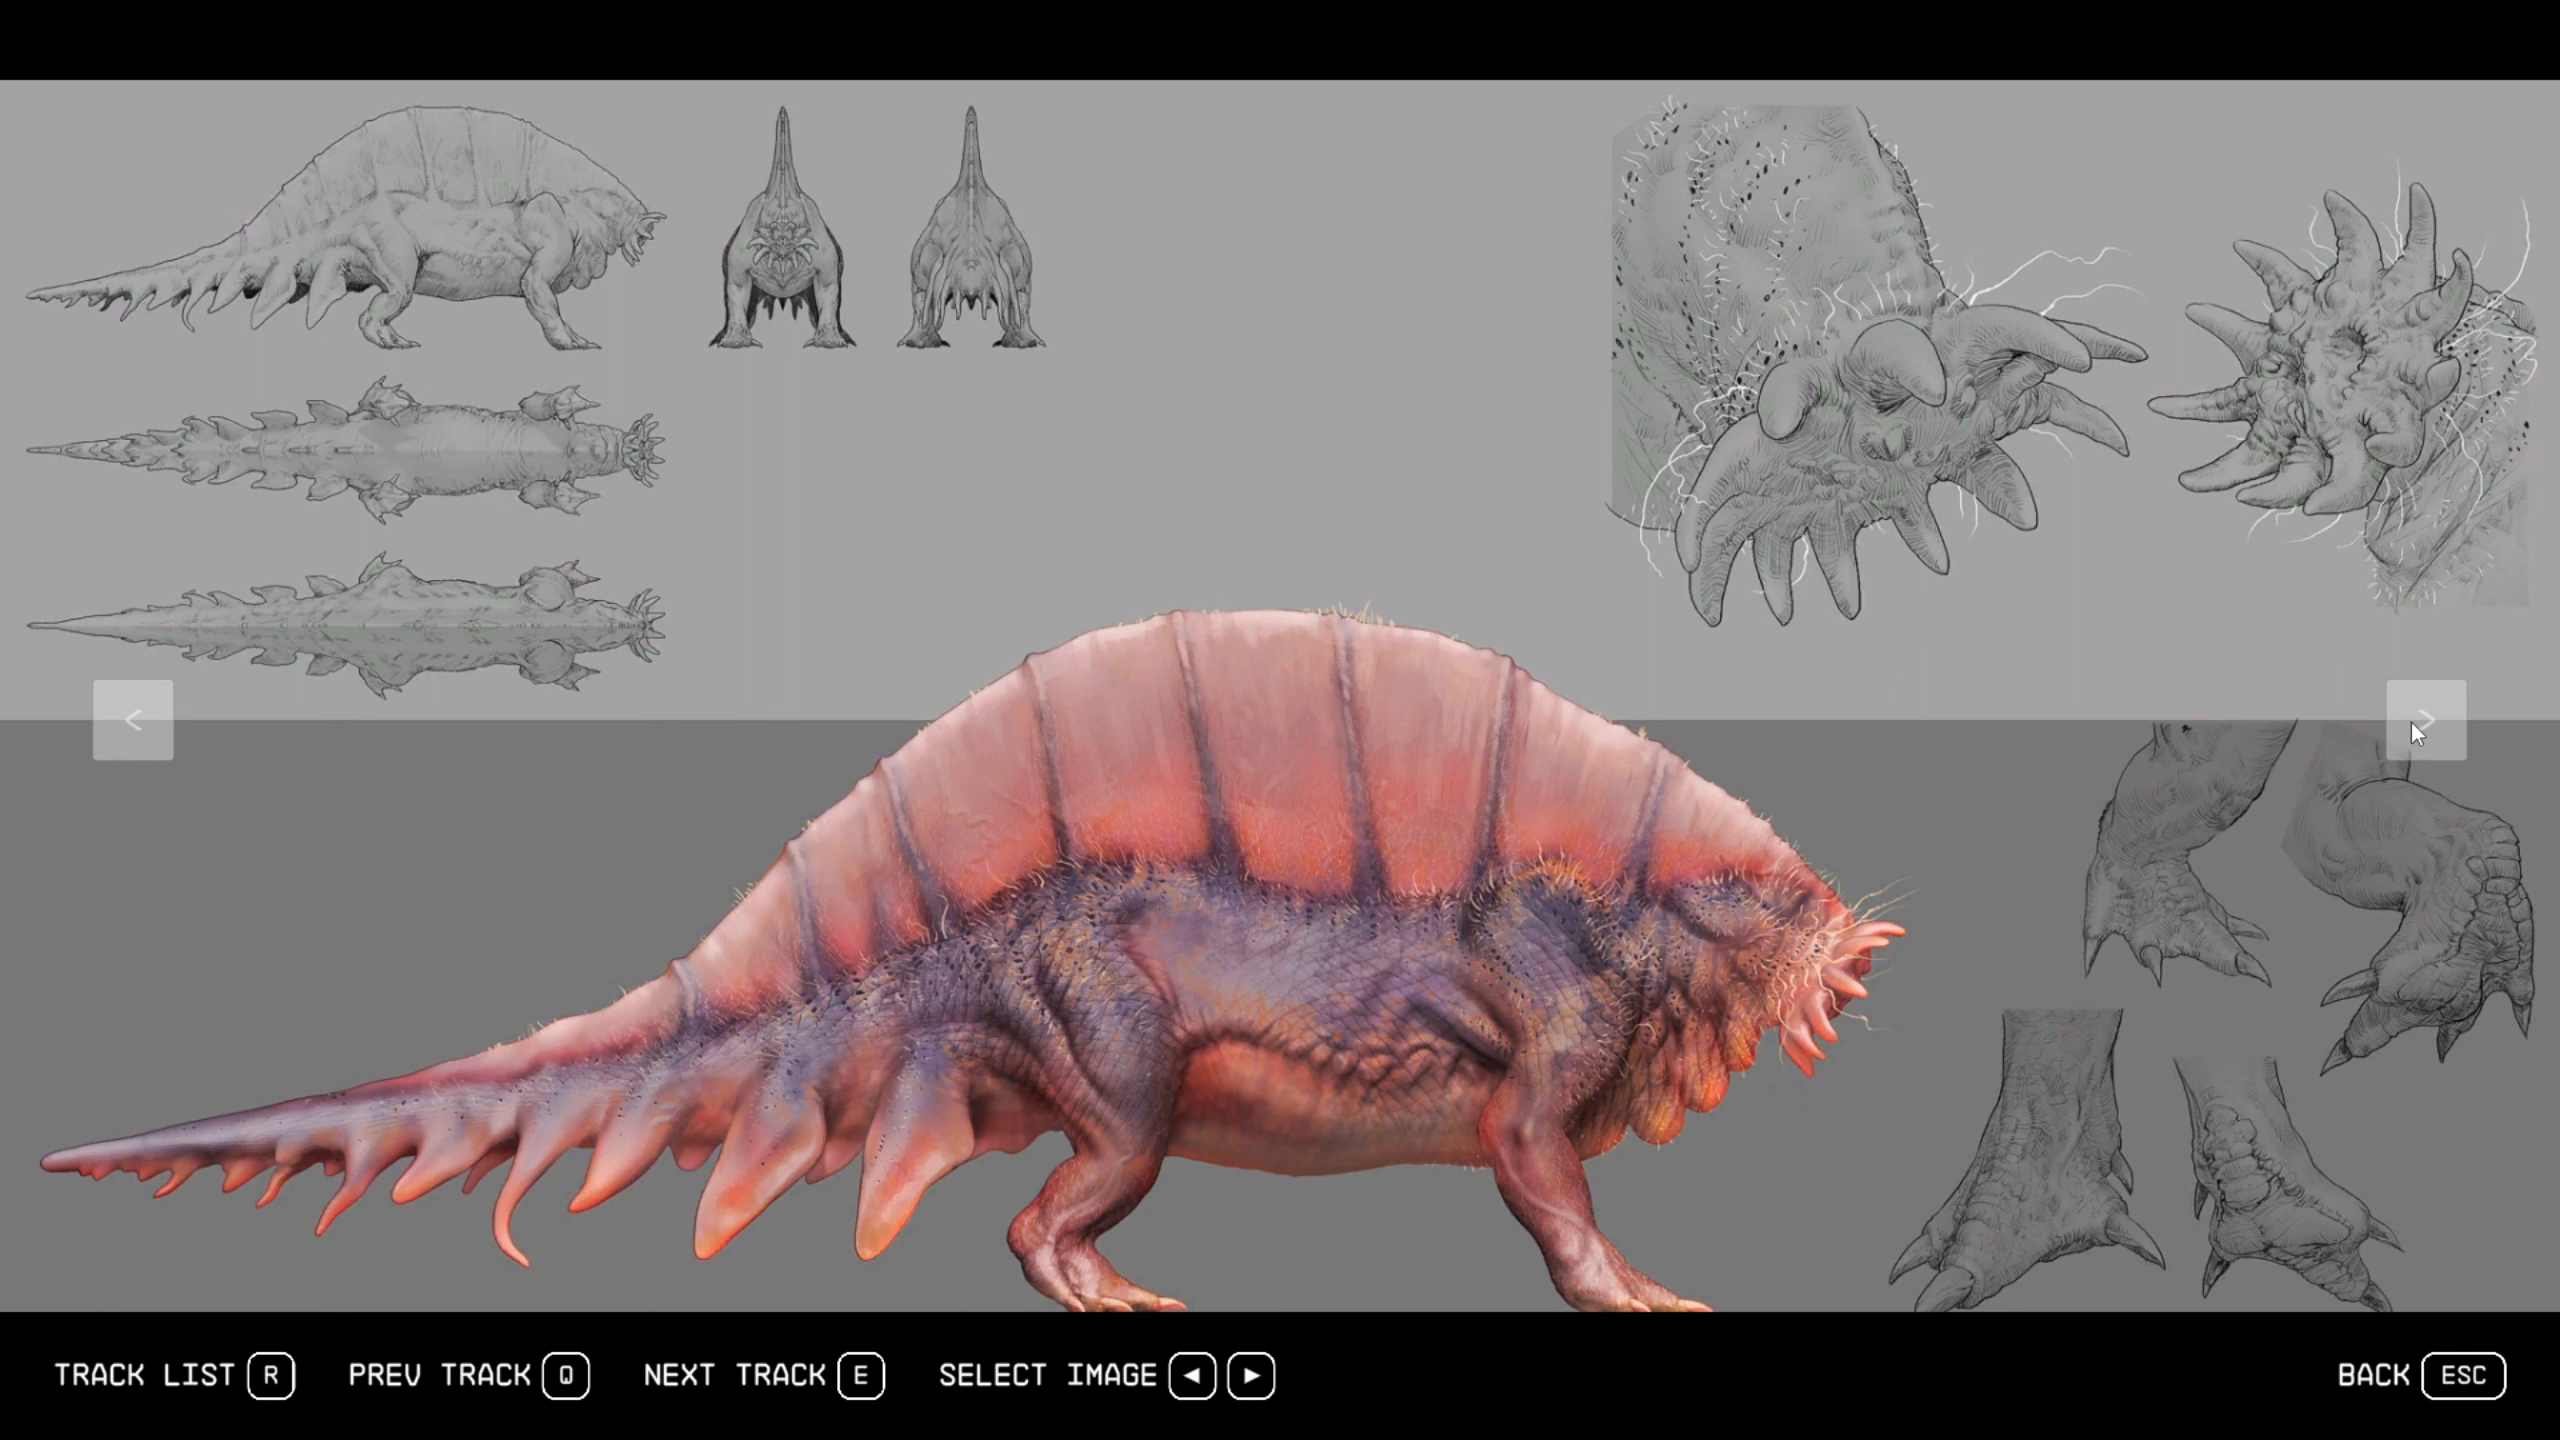 TRACK LIST R PREV TRACK Q NEXT TRACK E SELECT IMAGE ◀ ▶ BACK ESC